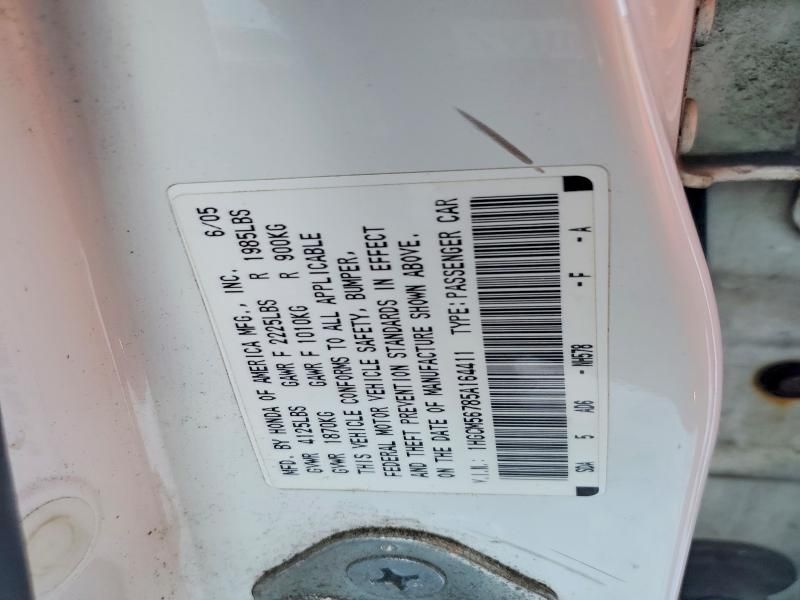 MFD. BY HONDA OF AMERICA MFG., INC. 6/05
GVWR 4125LBS GAWR F 2225LBS R 1985LBS
GVWR 1870KG GAWR F 1010KG R 900KG
THIS VEHICLE CONFORMS TO ALL APPLICABLE
FEDERAL MOTOR VEHICLE SAFETY, BUMPER,
AND THEFT PREVENTION STANDARDS IN EFFECT
ON THE DATE OF MANUFACTURE SHOWN ABOVE.
V.I.N.: 1HGCM56785A164411 TYPE:PASSENGER CAR
SDA 5 A06 -NH578 -F -A